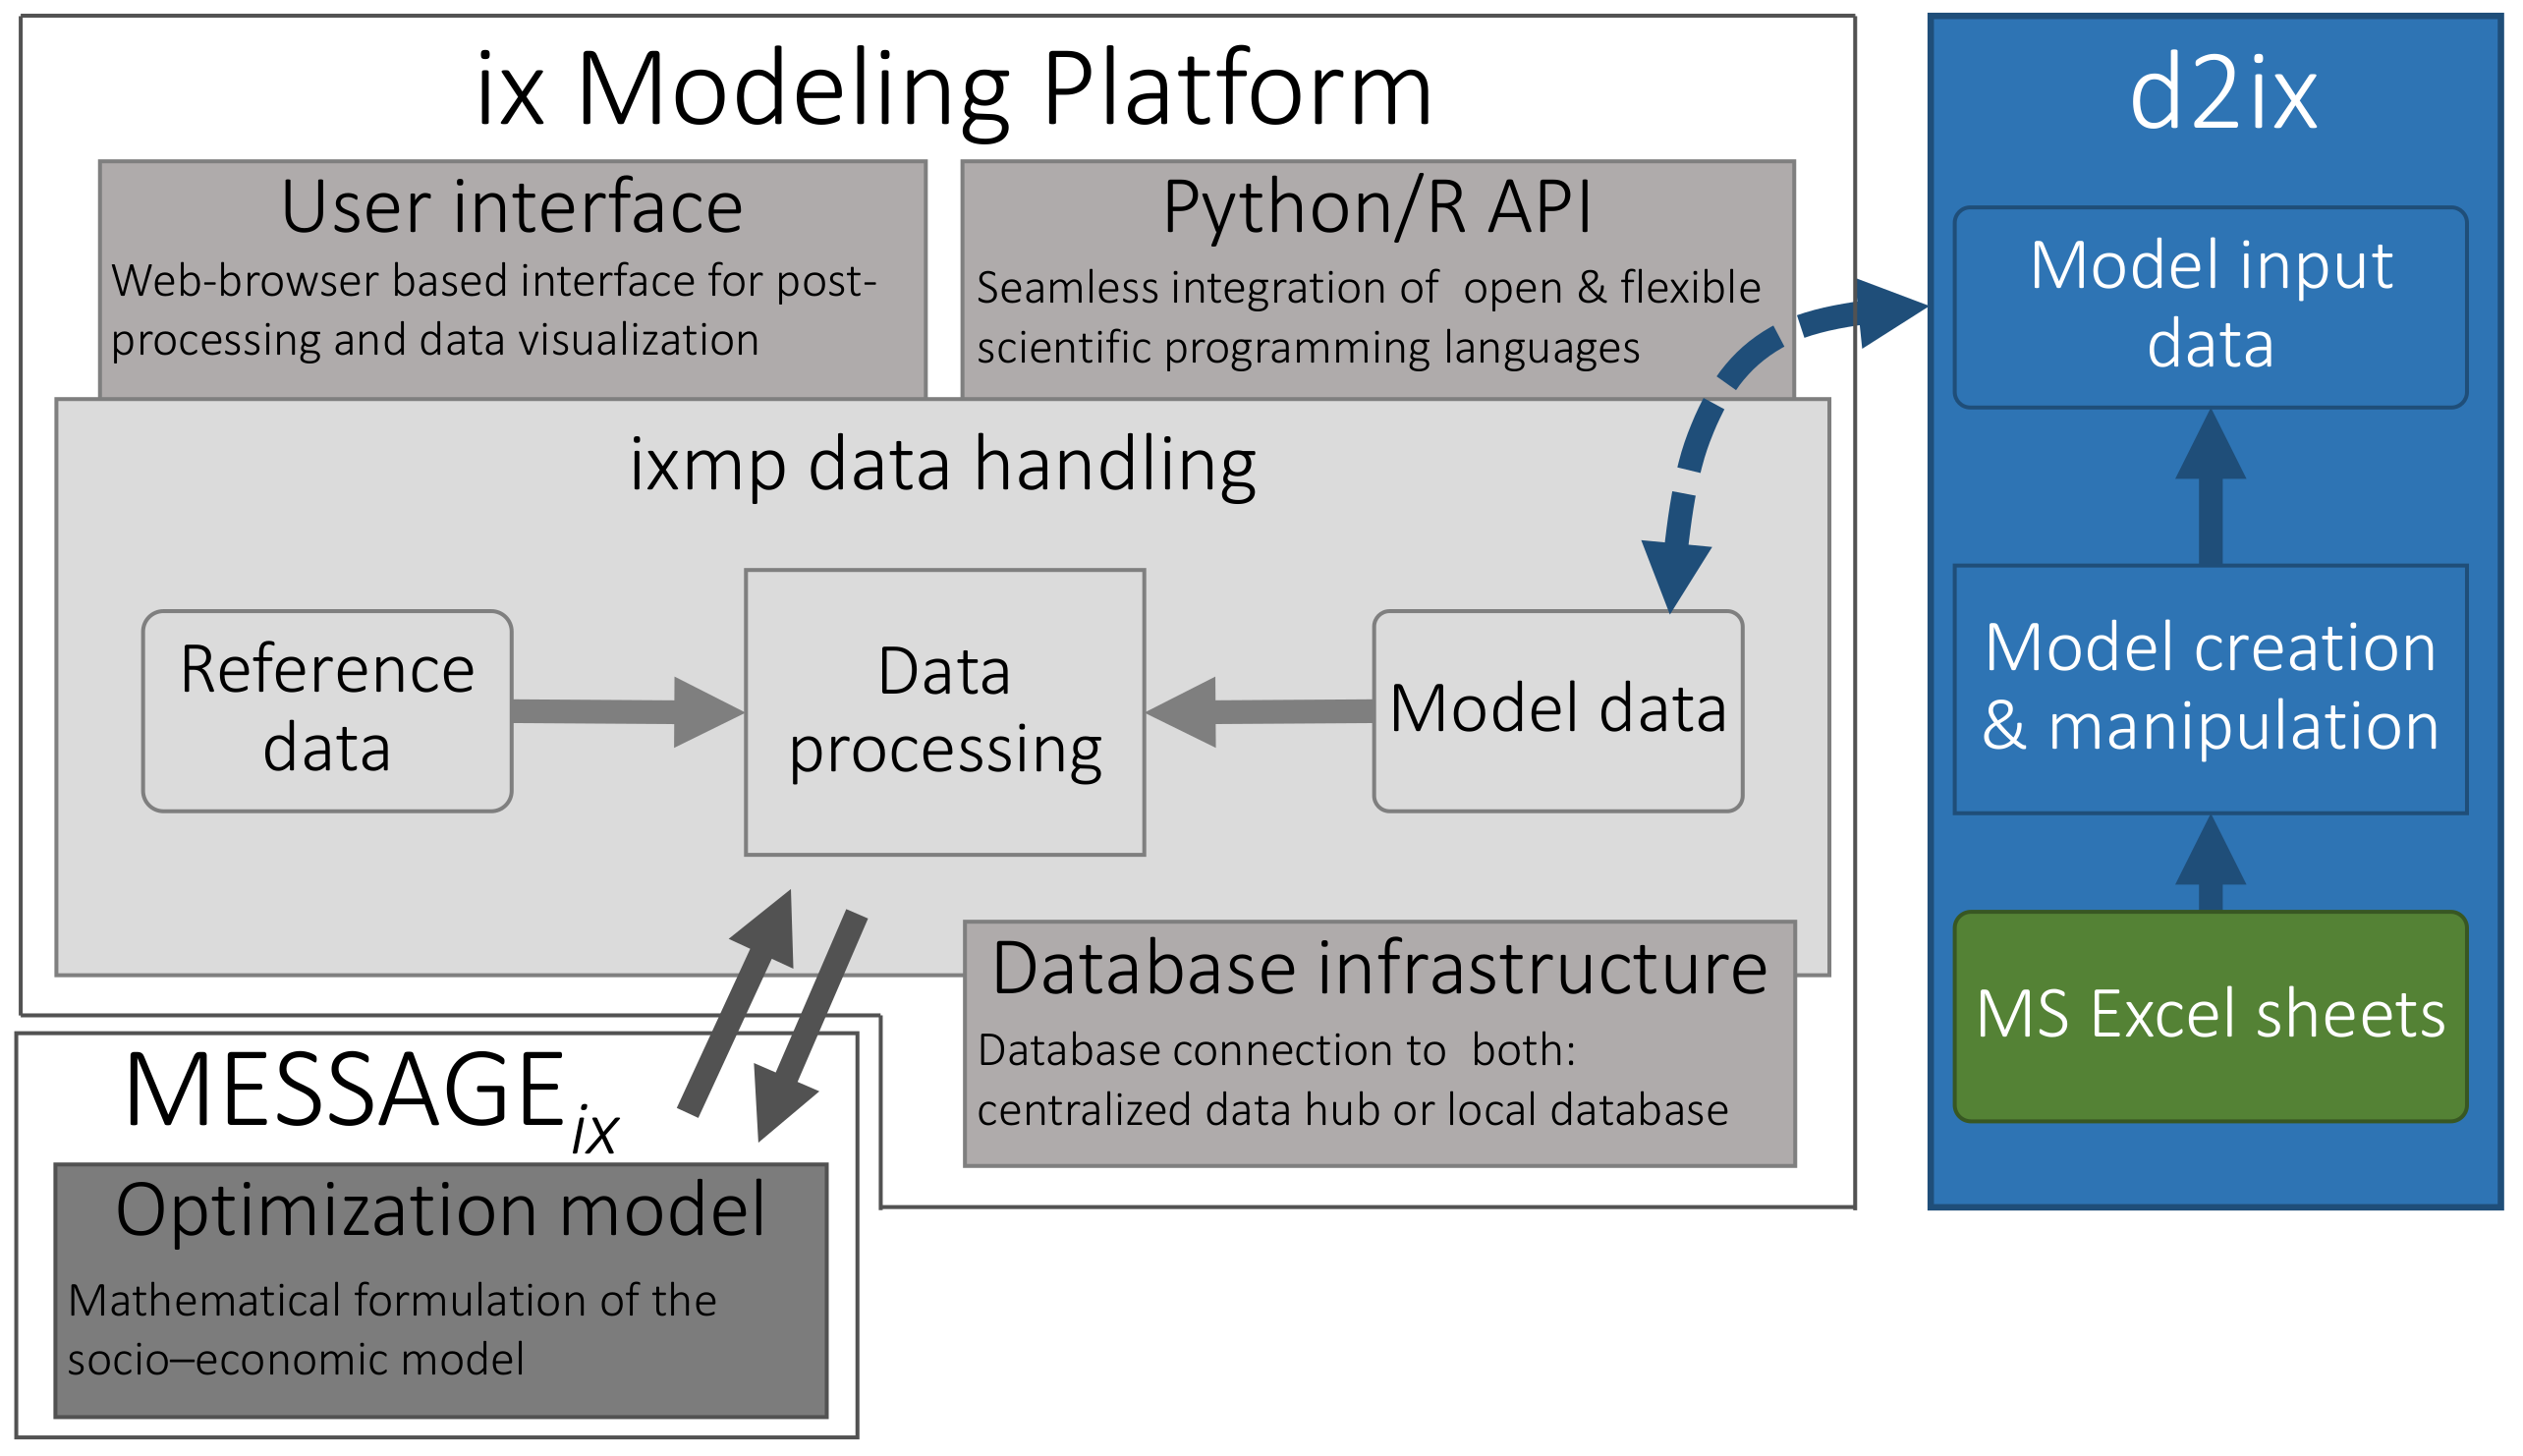 ix Modeling Platform
User interface
Web-browser based interface for post-
processing and data visualization
Python/R API
Seamless integration of open & flexible
scientific programming languages
ixmp data handling
Reference
data
Data
processing
Model data
Database infrastructure
Database connection to both:
centralized data hub or local database
MESSAGEix
Optimization model
Mathematical formulation of the
socio–economic model
d2ix
Model input
data
Model creation
& manipulation
MS Excel sheets